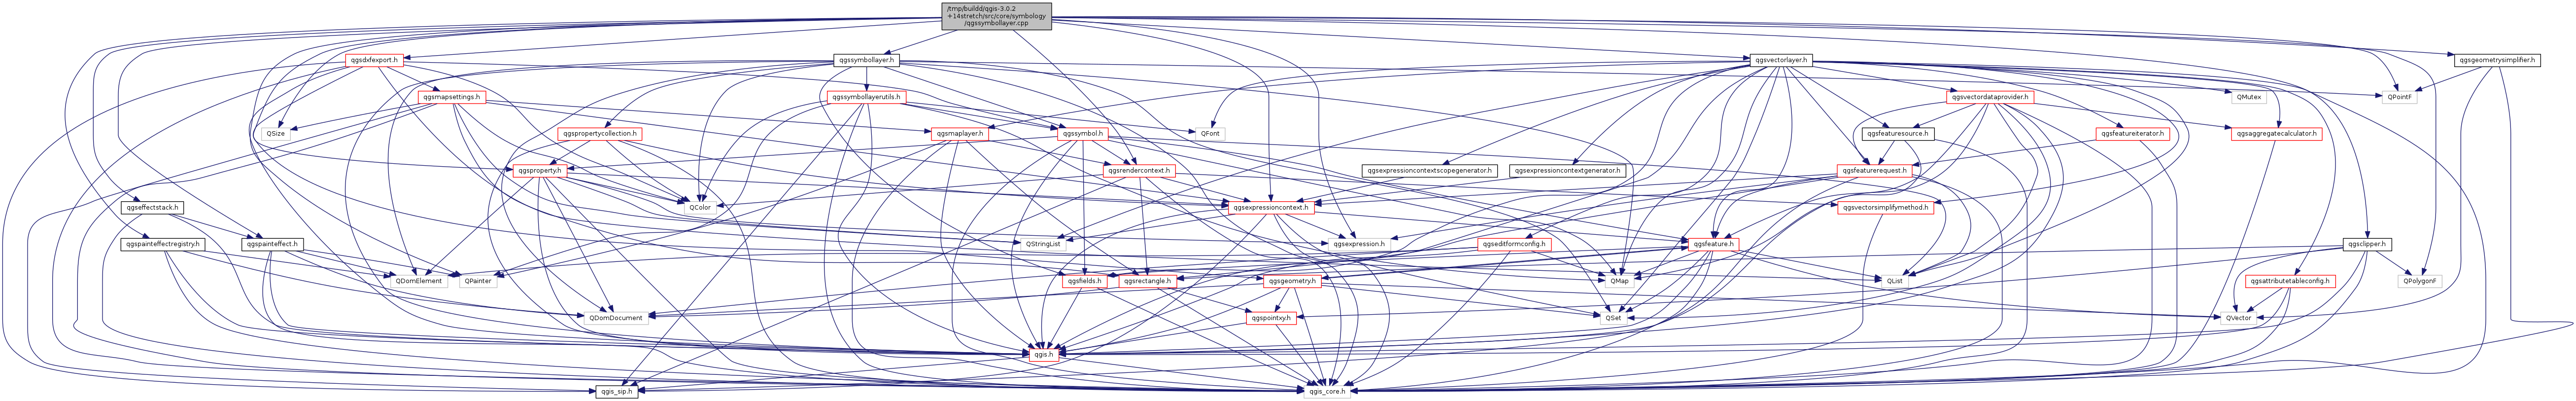 /tmp/buildd/qgis-3.0.2
+14stretch/src/core/symbology
/qgssymbollayer.cpp
qgsdxfexport.h
qgssymbollayer.h
qgsvectorlayer.h
qgsgeometrysimplifier.h
qgsmapsettings.h
qgssymbollayerutils.h
qgsvectordataprovider.h
QMutex
QPointF
QSize
qgspropertycollection.h
qgsmaplayer.h
qgssymbol.h
QFont
qgsfeaturesource.h
qgsfeatureiterator.h
qgsaggregatecalculator.h
qgsproperty.h
qgsrendercontext.h
qgsexpressioncontextscopegenerator.h
qgsexpressioncontextgenerator.h
qgsfeaturerequest.h
qgseffectstack.h
QColor
qgsexpressioncontext.h
qgsvectorsimplifymethod.h
qgspainteffectregistry.h
qgspainteffect.h
QStringList
qgsexpression.h
qgseditformconfig.h
qgsfeature.h
qgsclipper.h
QDomElement
QPainter
qgsfields.h
qgsrectangle.h
qgsgeometry.h
QMap
QList
qgsattributetableconfig.h
QPolygonF
QDomDocument
qgspointxy.h
QSet
QVector
qgis.h
qgis_sip.h
qgis_core.h